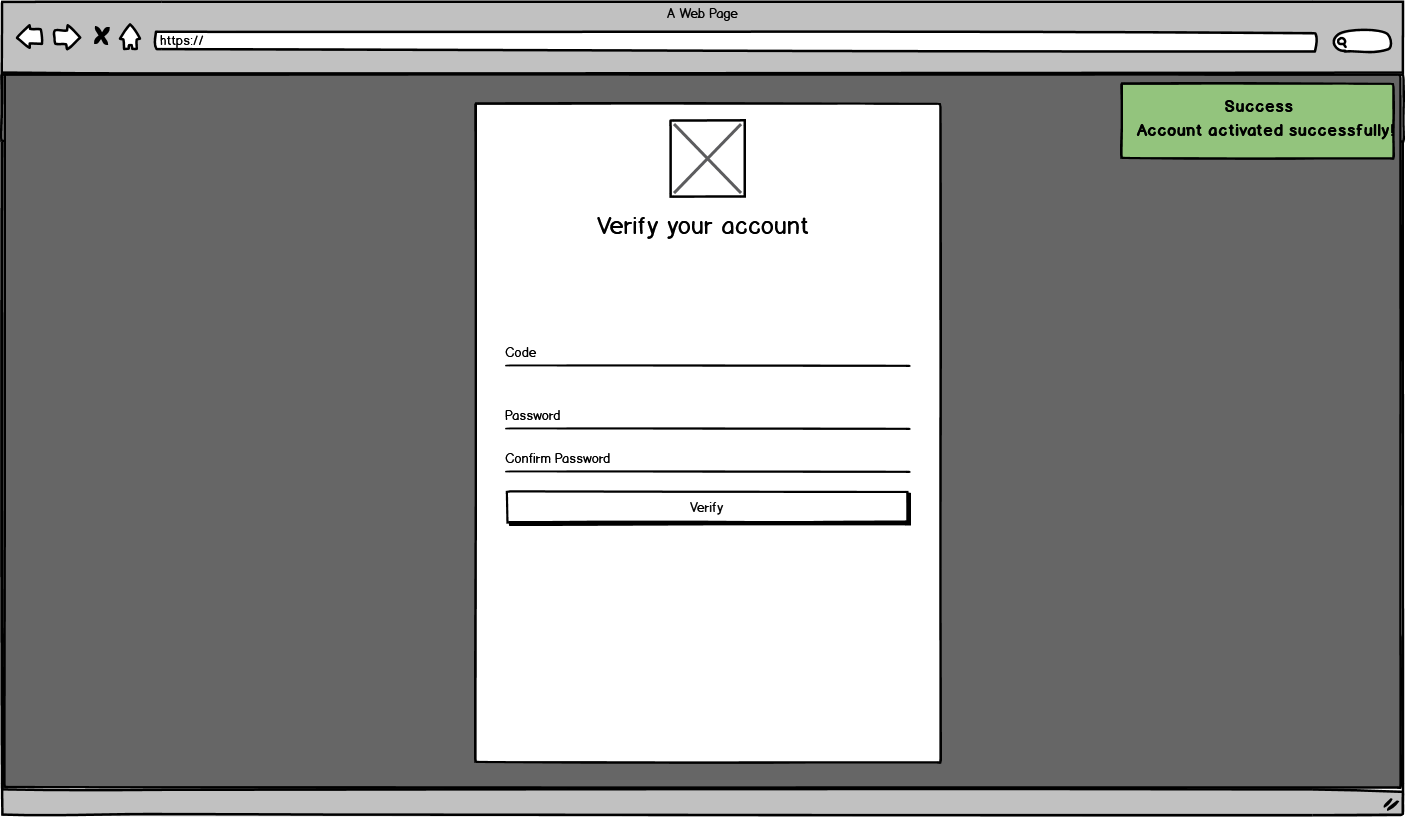 A Web Page
https://
Success
Account activated successfully!
Verify your account
Code
Password
Confirm Password
Verify